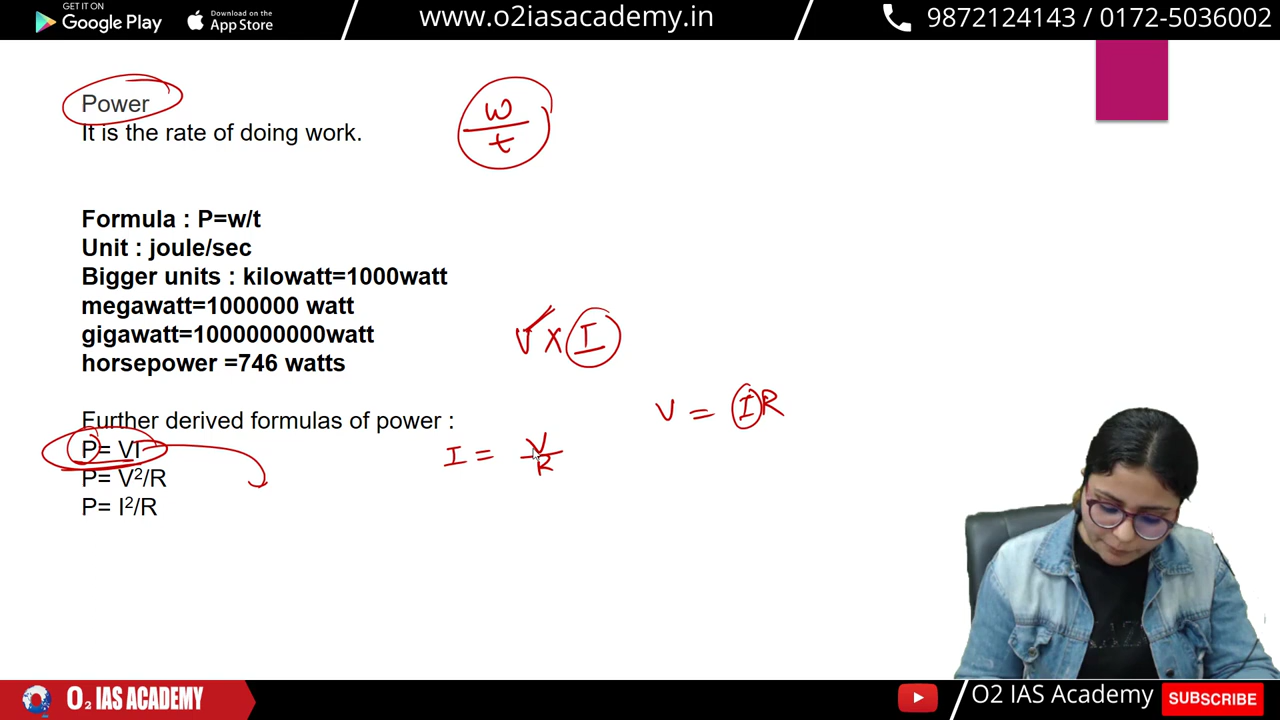 GET IT ON
Google Play
Download on the
App Store
www.o2iasacademy.in
9872124143 / 0172-5036002
Power
It is the rate of doing work.
w
t
Formula : P=w/t
Unit : joule/sec
Bigger units : kilowatt=1000watt
megawatt=1000000 watt
gigawatt=1000000000watt
horsepower =746 watts
V X I
V = IR
Further derived formulas of power :
P= VI
I = V/R
P= V²/R
P= I²/R
O₂ IAS ACADEMY
O2 IAS Academy
SUBSCRIBE